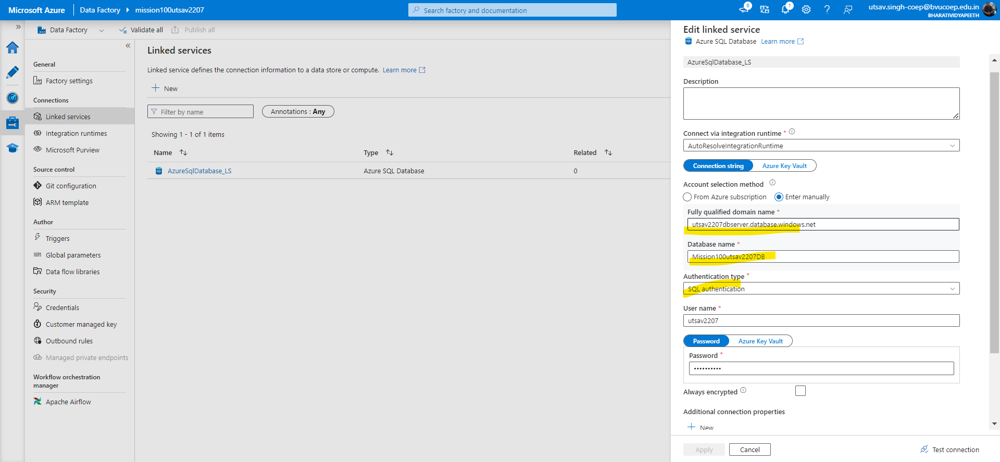 Microsoft Azure
Data Factory
mission100utsav2207
Search factory and documentation
6
1
utsav.singh-coep@bvucoep.edu.in
BHARATIVIDYAPEETH
Data Factory
Validate all
Publish all
General
Factory settings
Connections
Linked services
Integration runtimes
Microsoft Purview
Source control
Git configuration
ARM template
Author
Triggers
Global parameters
Data flow libraries
Security
Credentials
Customer managed key
Outbound rules
Managed private endpoints
Workflow orchestration
manager
Apache Airflow
Linked services
Linked service defines the connection information to a data store or compute. Learn more
New
Filter by name
Annotations : Any
Showing 1 - 1 of 1 items
Name Type Related
AzureSqlDatabase_LS Azure SQL Database 0
Edit linked service
Azure SQL Database Learn more
AzureSqlDatabase_LS
Description
Connect via integration runtime *
AutoResolveIntegrationRuntime
Connection string Azure Key Vault
Account selection method
From Azure subscription Enter manually
Fully qualified domain name *
utsav2207dbserver.database.windows.net
Database name *
Mission100utsav2207DB
Authentication type *
SQL authentication
User name *
utsav2207
Password Azure Key Vault
Password *
••••••••••
Always encrypted
Additional connection properties
New
Apply Cancel Test connection